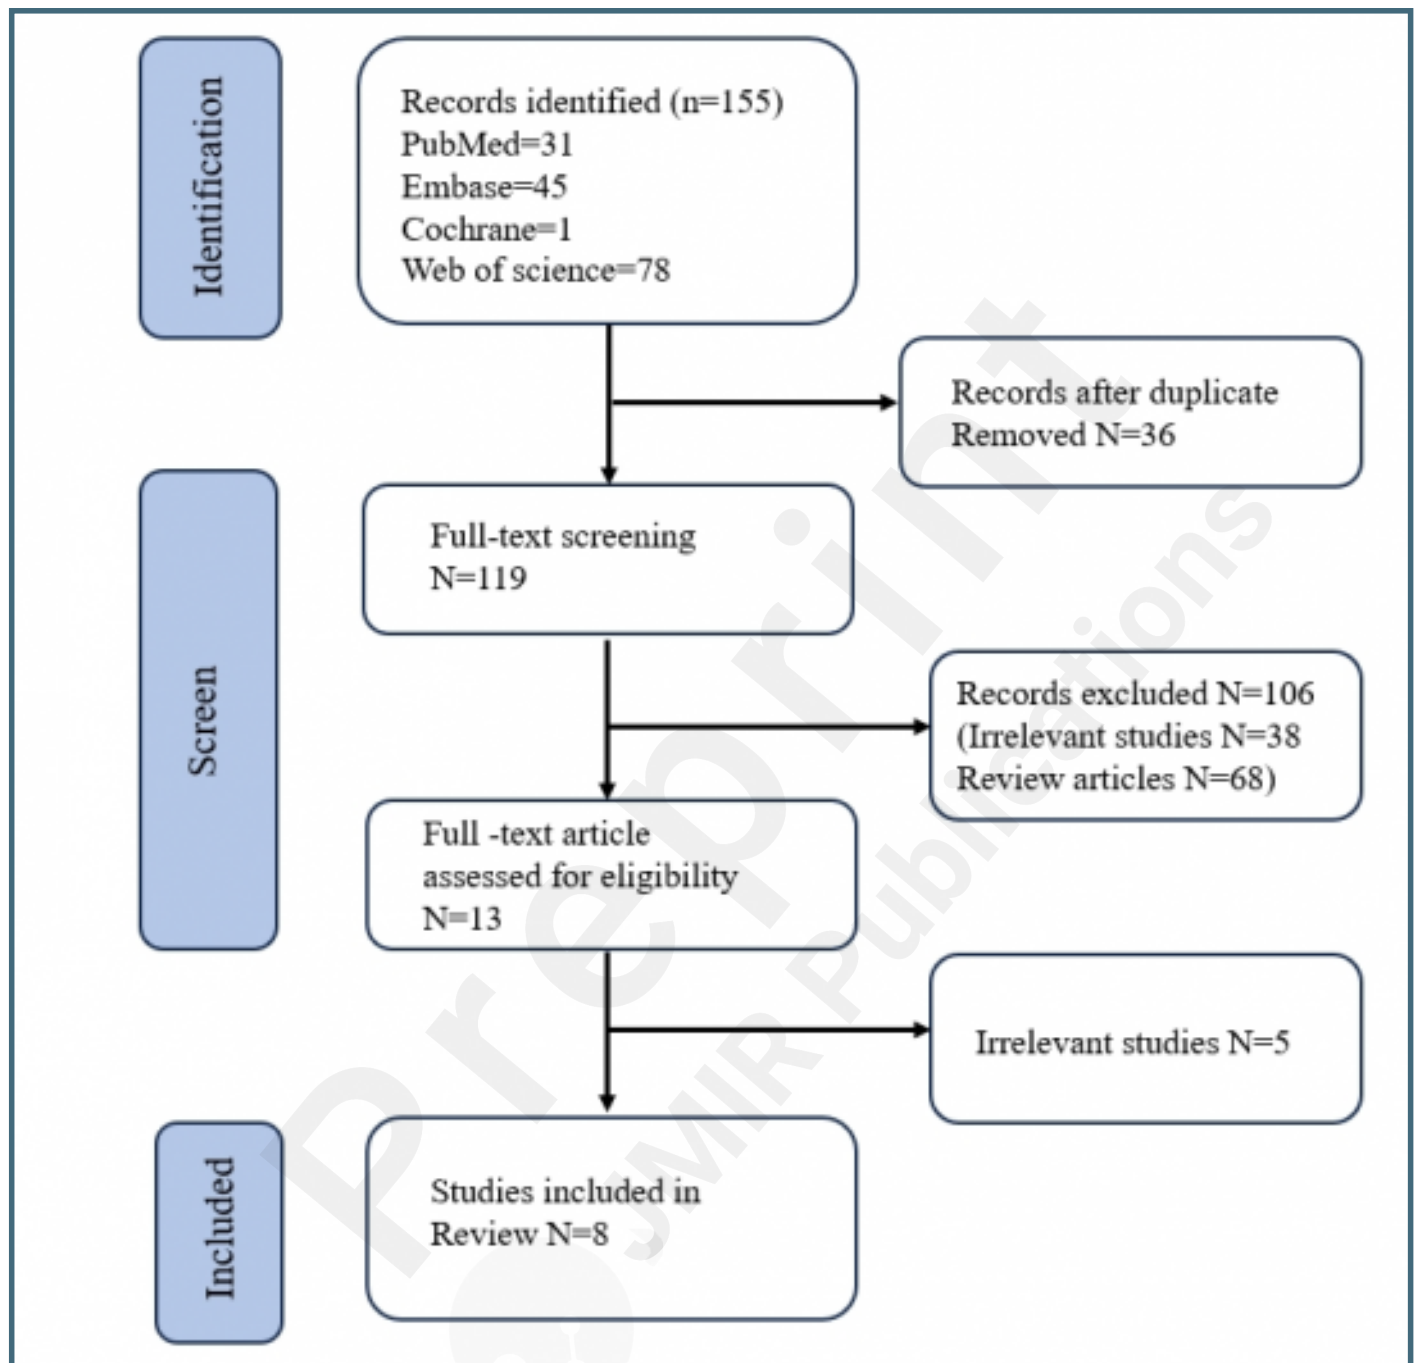 Identification
Records identified (n=155)
PubMed=31
Embase=45
Cochrane=1
Web of science=78
Records after duplicate
Removed N=36
Screen
Full-text screening
N=119
Records excluded N=106
(Irrelevant studies N=38
Review articles N=68)
Full -text article
assessed for eligibility
N=13
Irrelevant studies N=5
Included
Studies included in
Review N=8
Preprint
JMIR Publications